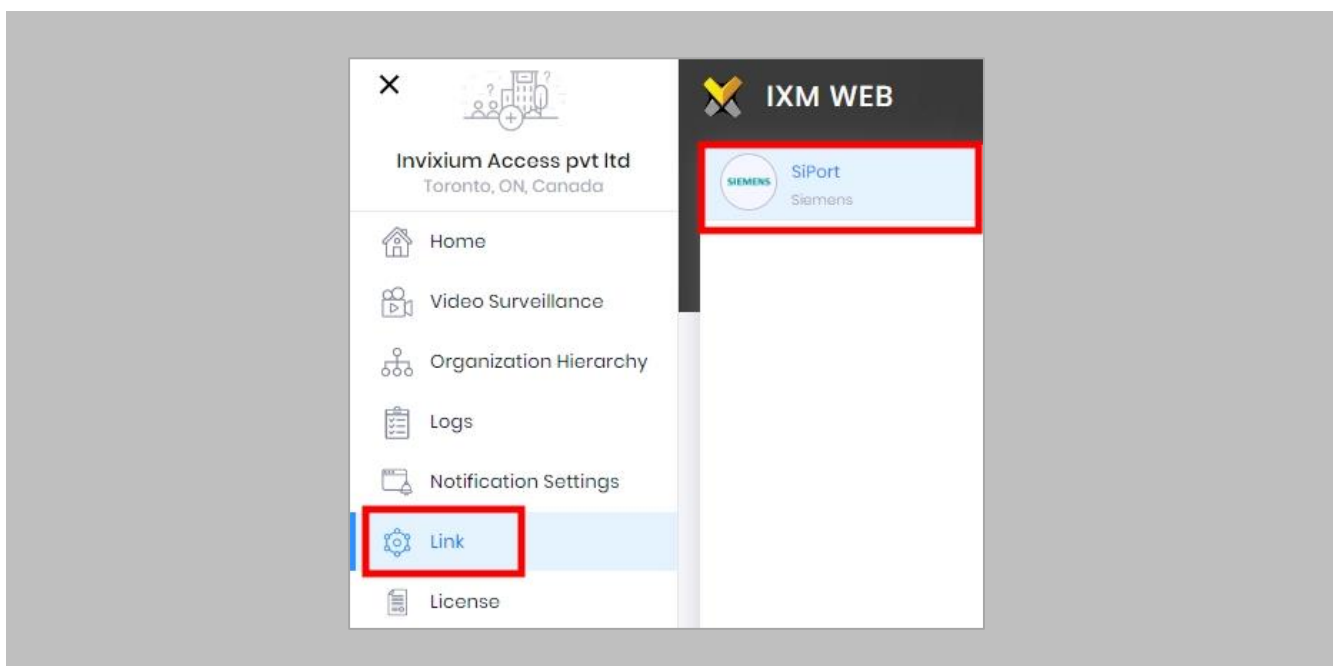 Invixium Access pvt ltd
Toronto, ON, Canada
Home
Video Surveillance
Organization Hierarchy
Logs
Notification Settings
Link
License
IXM WEB
SIEMENS
SiPort
Siemens